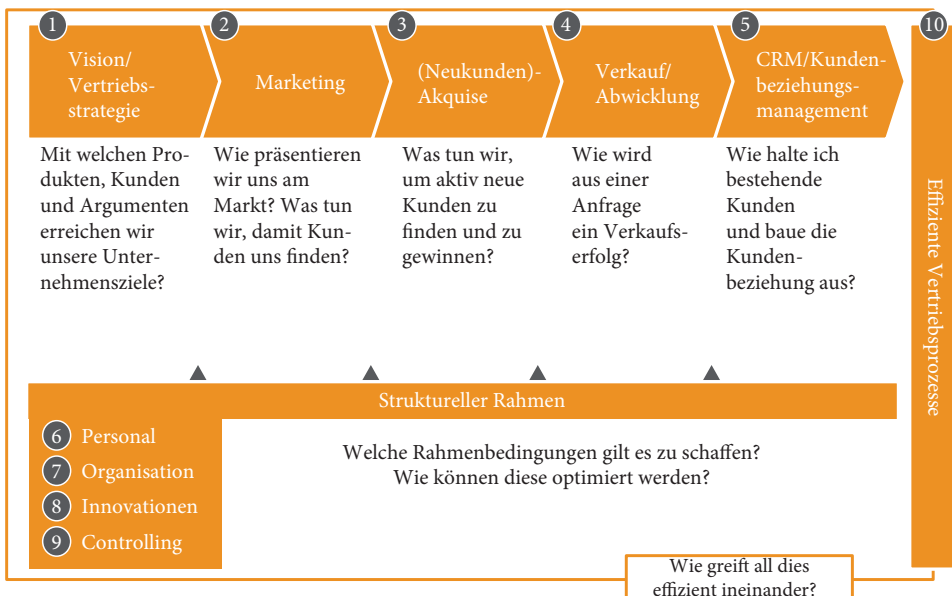 1
Vision/
Vertriebs-
strategie
2
Marketing
3
(Neukunden)-
Akquise
4
Verkauf/
Abwicklung
5
CRM/Kunden-
beziehungs-
management
10
Effiziente Vertriebsprozesse
Mit welchen Pro-
dukten, Kunden
und Argumenten
erreichen wir
unsere Unter-
nehmensziele?
Wie präsentieren
wir uns am
Markt? Was tun
wir, damit Kun-
den uns finden?
Was tun wir,
um aktiv neue
Kunden zu
finden und zu
gewinnen?
Wie wird
aus einer
Anfrage
ein Verkaufs-
erfolg?
Wie halte ich
bestehende
Kunden
und baue die
Kunden-
beziehung aus?
Struktureller Rahmen
6 Personal
7 Organisation
8 Innovationen
9 Controlling
Welche Rahmenbedingungen gilt es zu schaffen?
Wie können diese optimiert werden?
Wie greift all dies
effizient ineinander?